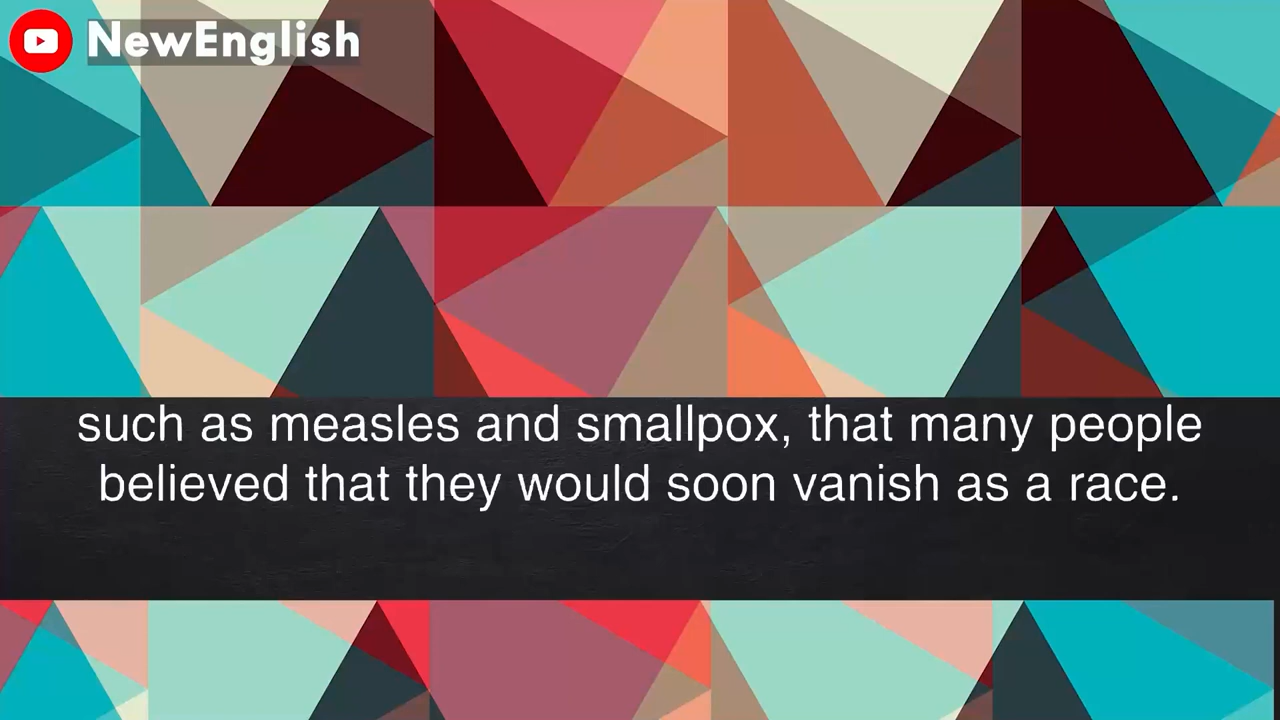 NewEnglish
such as measles and smallpox, that many people
believed that they would soon vanish as a race.